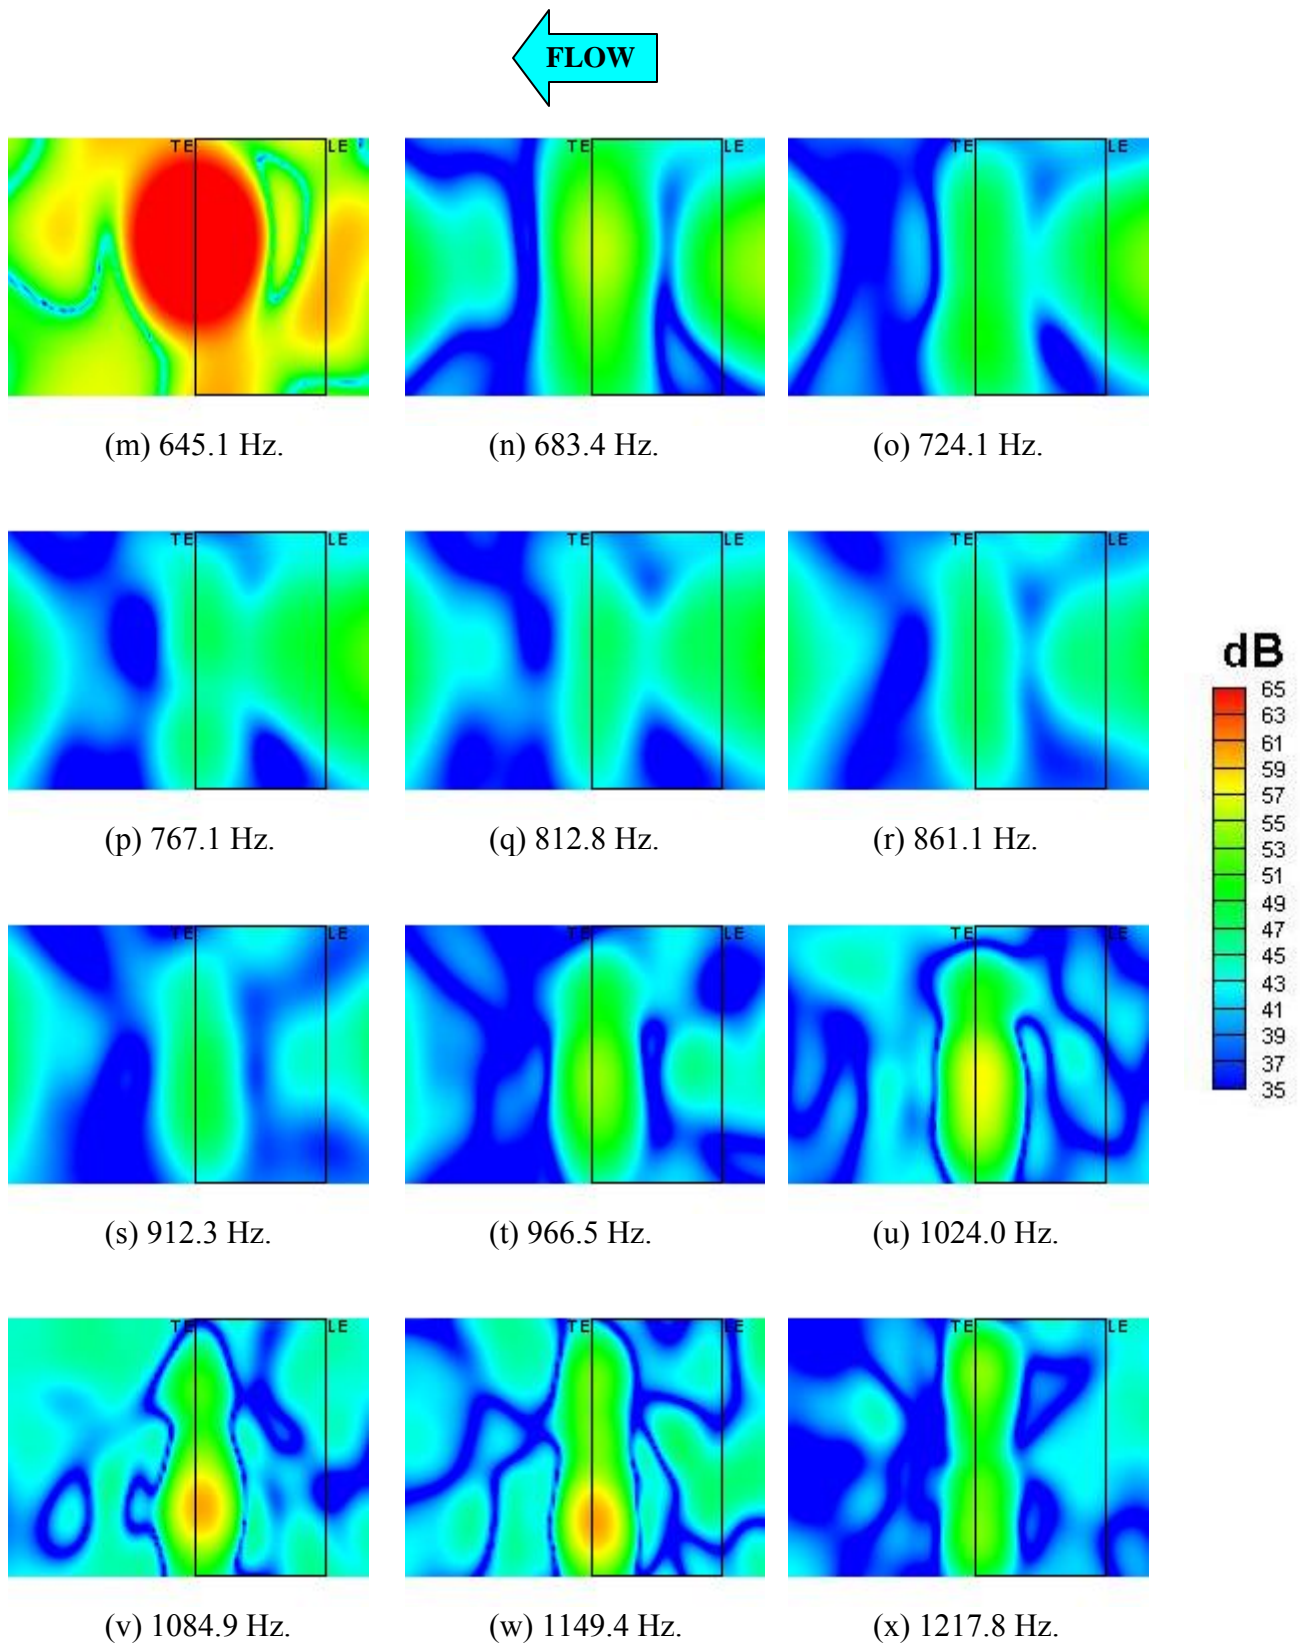 FLOW
TE LE TE LE TE LE
(m) 645.1 Hz. (n) 683.4 Hz. (o) 724.1 Hz.
TE LE TE LE TE LE
(p) 767.1 Hz. (q) 812.8 Hz. (r) 861.1 Hz.
dB
65
63
61
59
57
55
53
51
49
47
45
43
41
39
37
35
TE LE TE LE TE LE
(s) 912.3 Hz. (t) 966.5 Hz. (u) 1024.0 Hz.
TE LE TE LE TE LE
(v) 1084.9 Hz. (w) 1149.4 Hz. (x) 1217.8 Hz.